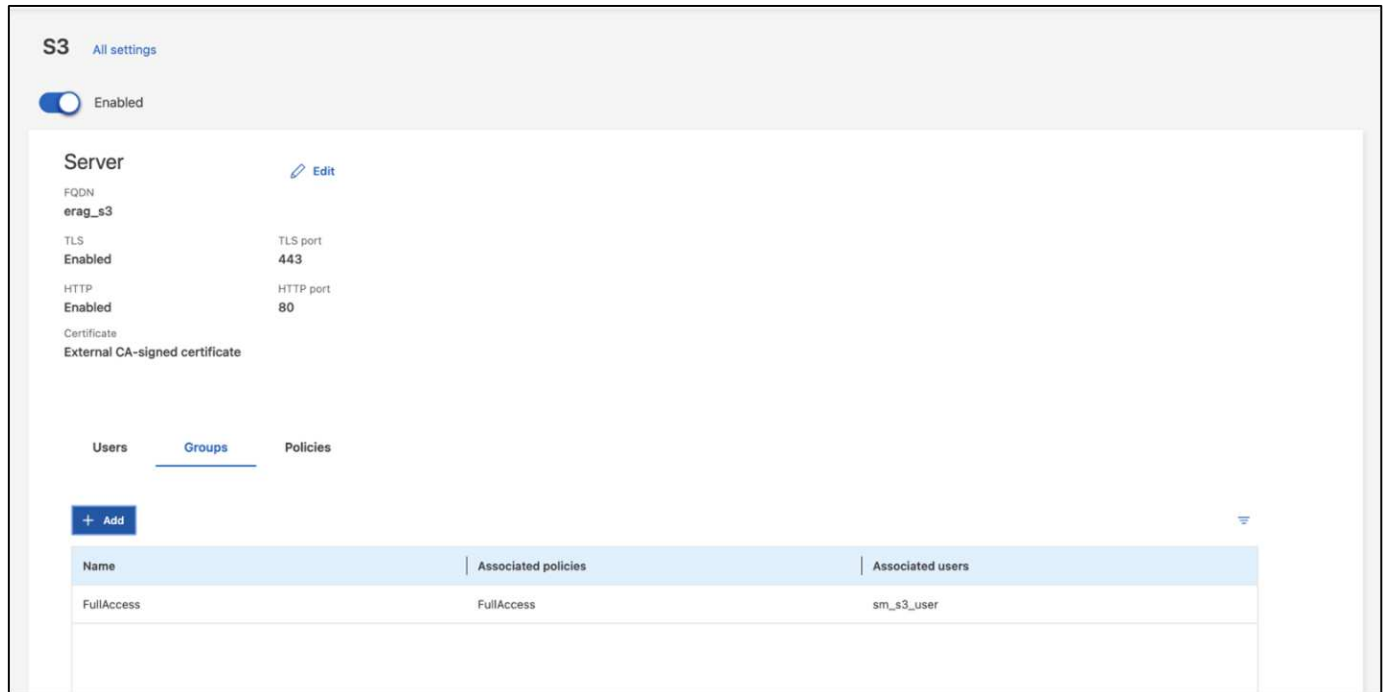 S3 All settings
Enabled
Server Edit
FQDN
erag_s3
TLS TLS port
Enabled 443
HTTP HTTP port
Enabled 80
Certificate
External CA-signed certificate
Users Groups Policies
+ Add
Name Associated policies Associated users
FullAccess FullAccess sm_s3_user